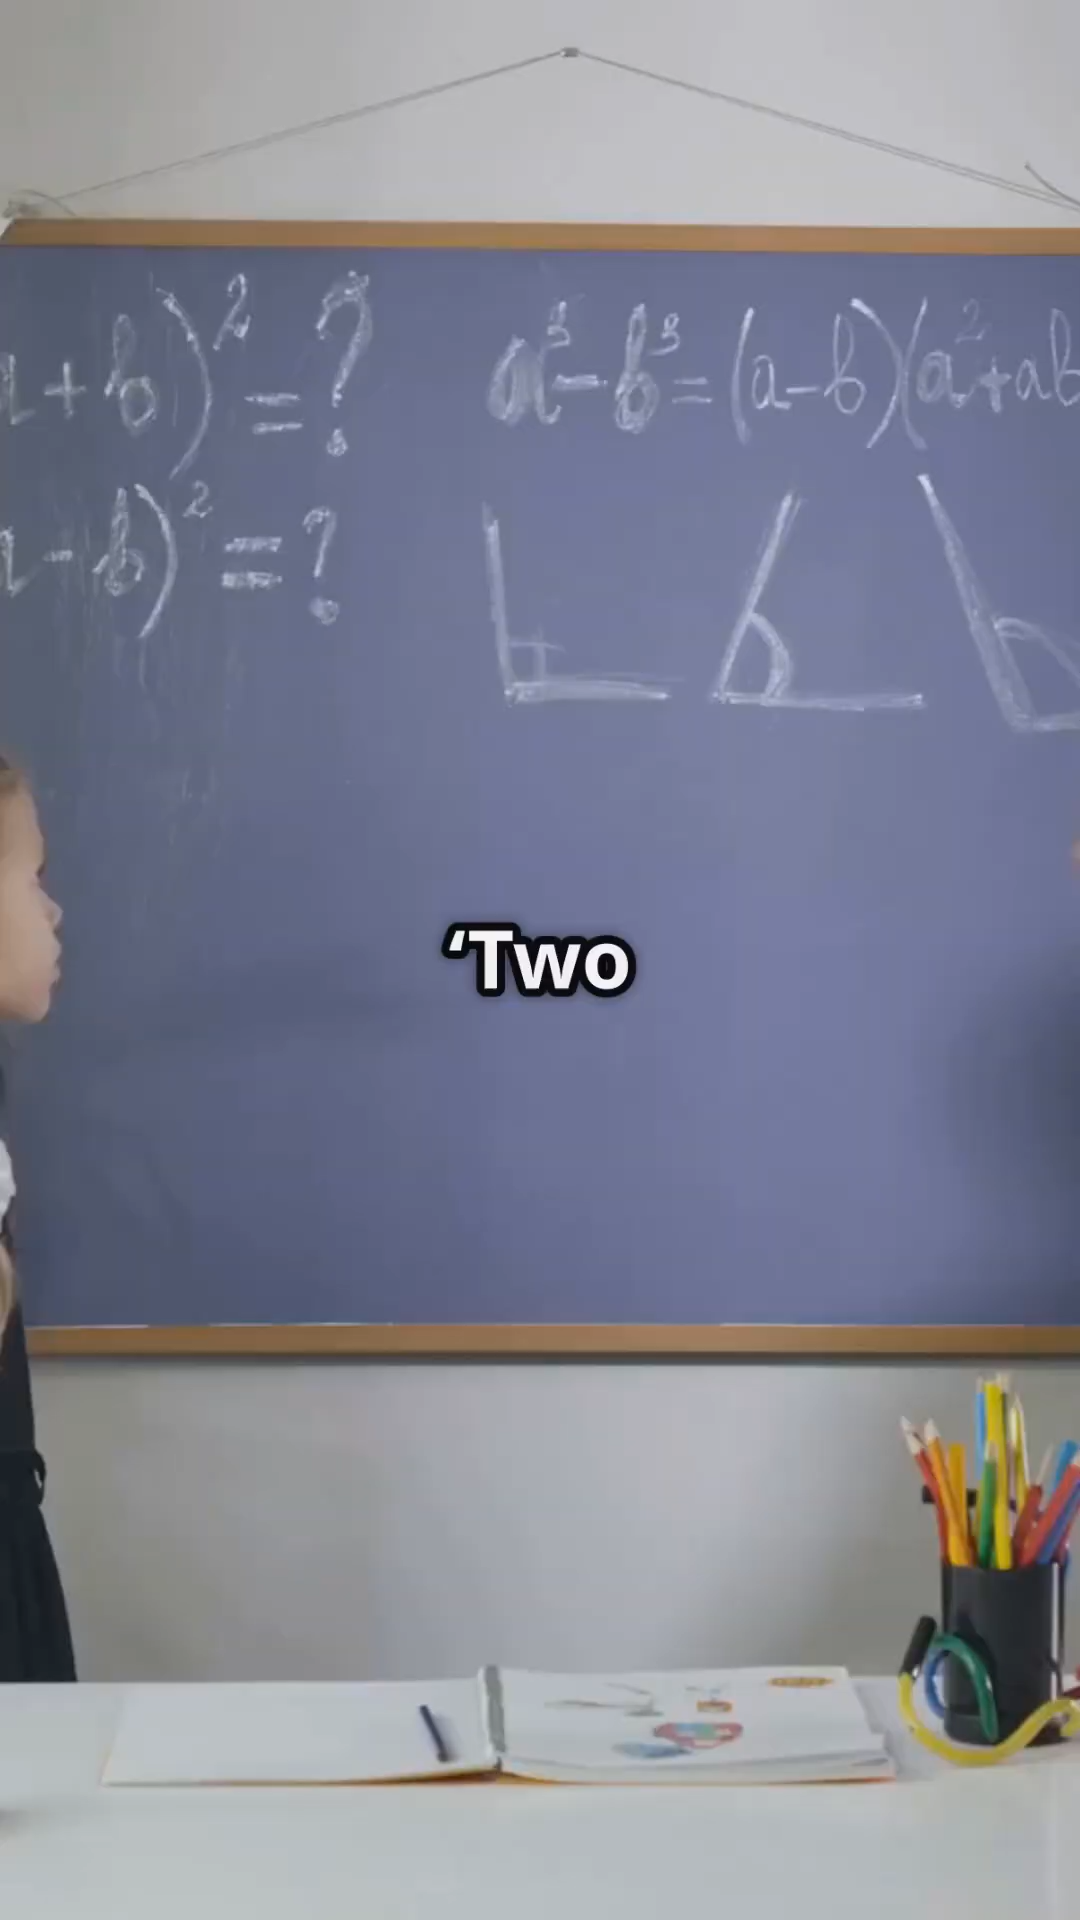 a+b)² = ?
a³-b³=(a-b)(a²+ab
a-b)² = ?
‘Two